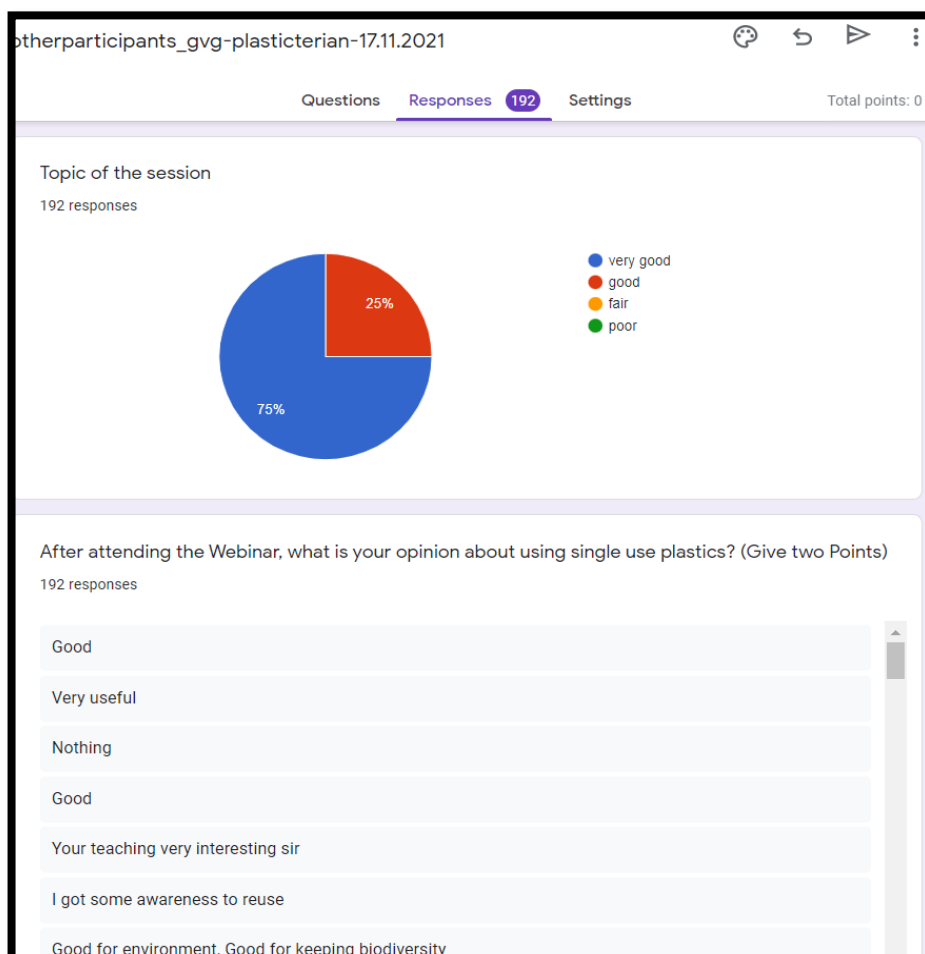 otherparticipants_gvg-plasticterian-17.11.2021
Questions Responses 192 Settings Total points: 0
Topic of the session
192 responses
very good
good
fair
poor
25%
75%
After attending the Webinar, what is your opinion about using single use plastics? (Give two Points)
192 responses
Good
Very useful
Nothing
Good
Your teaching very interesting sir
I got some awareness to reuse
Good for environment. Good for keeping biodiversity